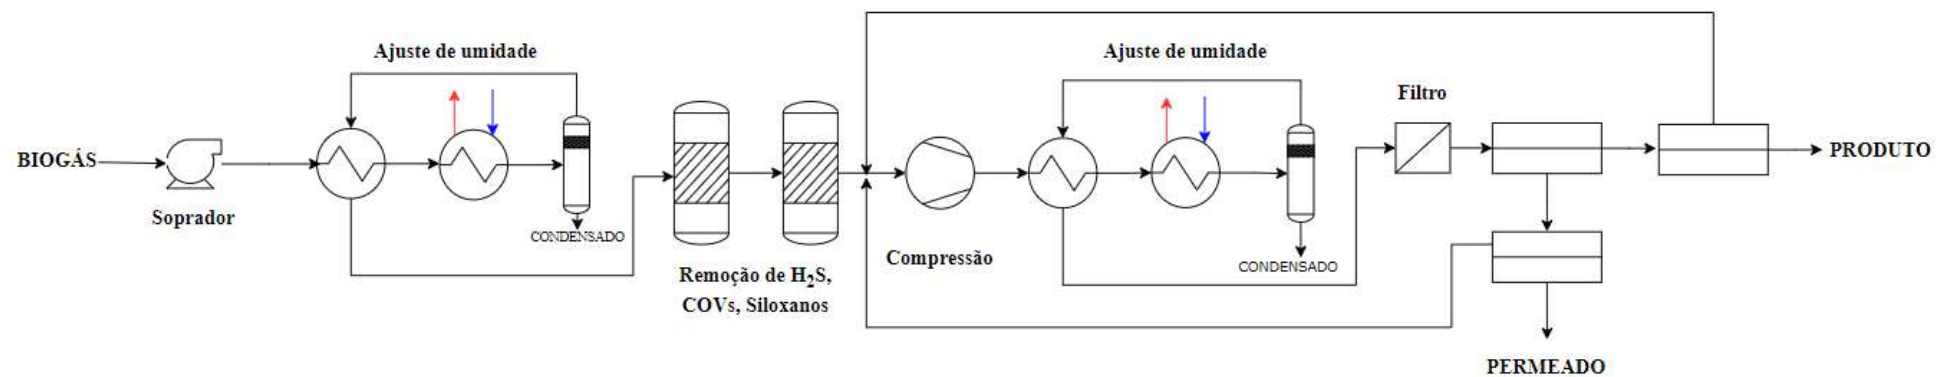 Ajuste de umidade
Ajuste de umidade
Filtro
BIOGÁS
PRODUTO
Soprador
CONDENSADO
Compressão
CONDENSADO
Remoção de H2S,
COVs, Siloxanos
PERMEADO